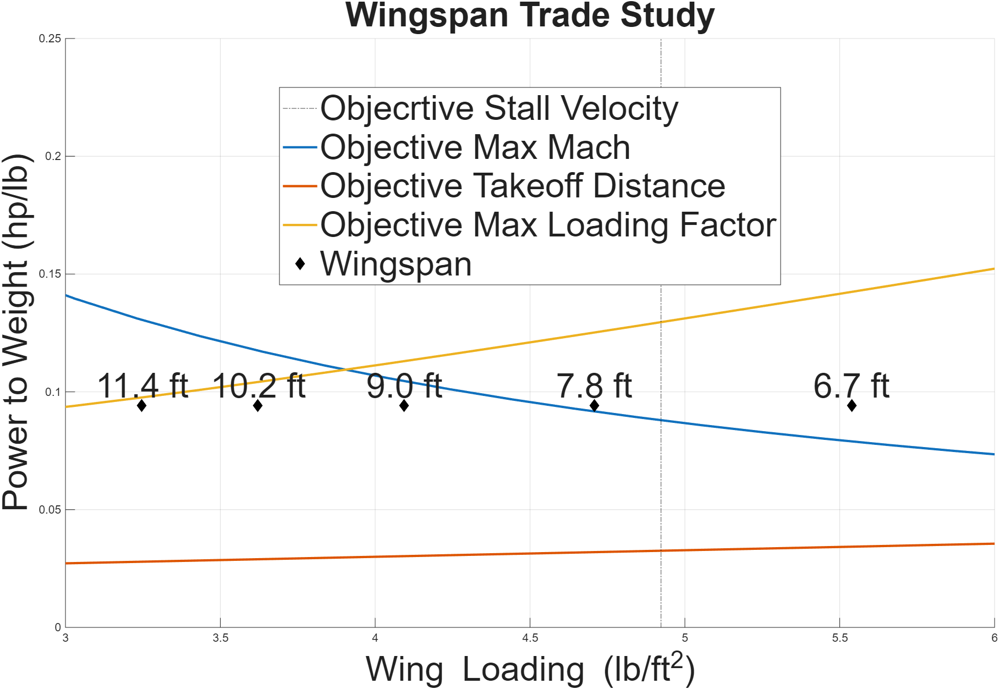 Wingspan Trade Study
0.25
0.2
0.15
0.1
0.05
0
Power to Weight (hp/lb)
Objecrtive Stall Velocity
Objective Max Mach
Objective Takeoff Distance
Objective Max Loading Factor
Wingspan
11.4 ft 10.2 ft 9.0 ft 7.8 ft 6.7 ft
3 3.5 4 4.5 5 5.5 6
Wing Loading (lb/ft²)